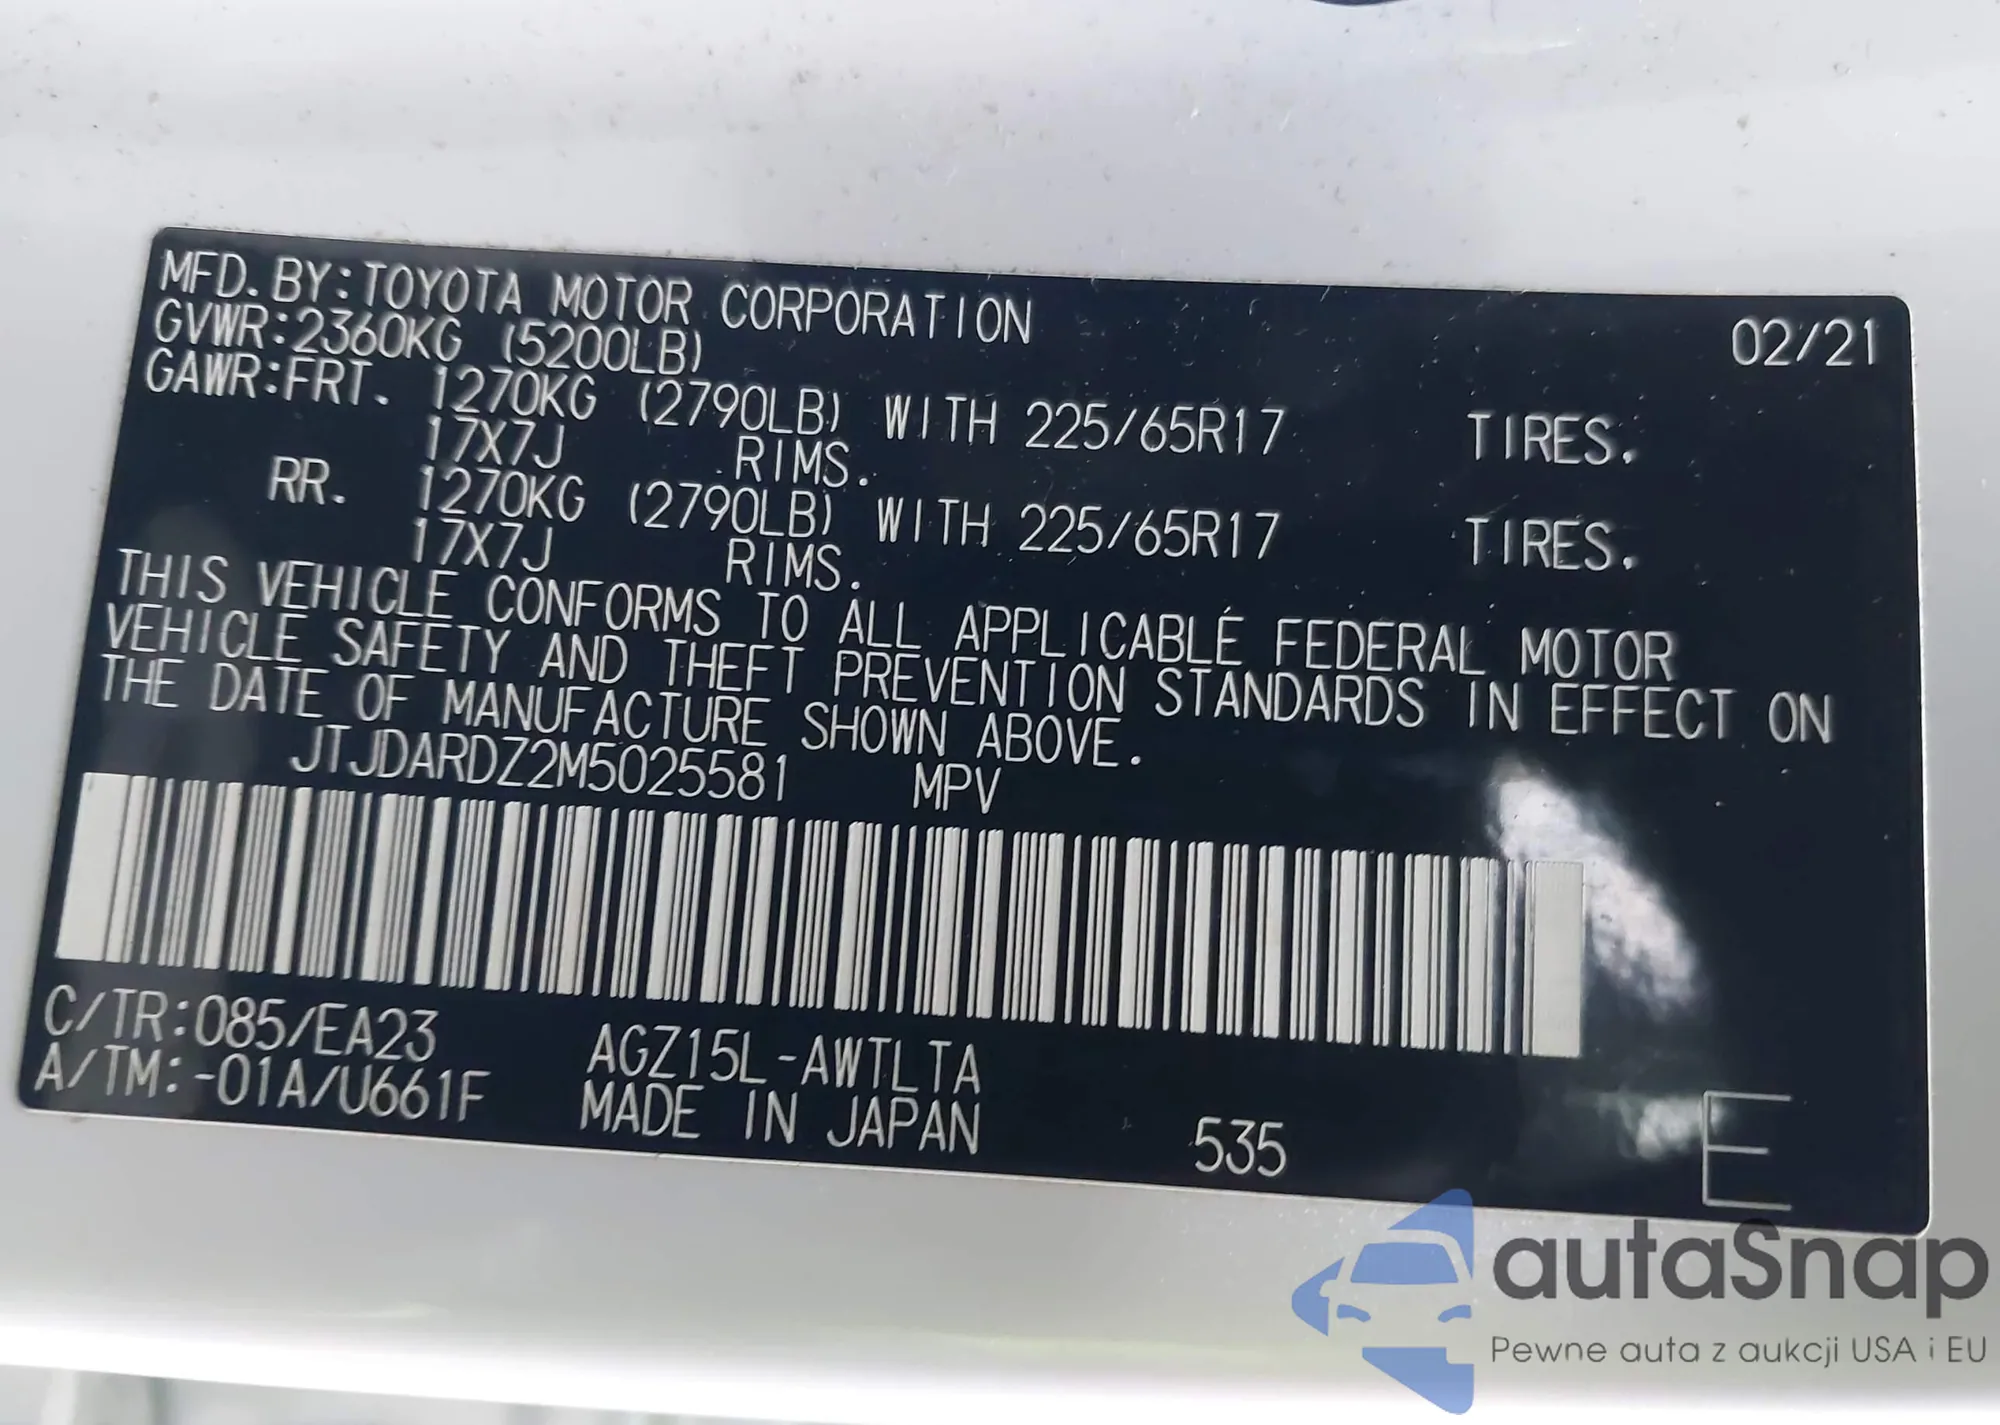 MFD. BY: TOYOTA MOTOR CORPORATION 02/21
GVWR: 2360KG (5200LB)
GAWR: FRT. 1270KG (2790LB) WITH 225/65R17 TIRES.
17X7J RIMS.
RR. 1270KG (2790LB) WITH 225/65R17 TIRES.
17X7J RIMS.
THIS VEHICLE CONFORMS TO ALL APPLICABLE FEDERAL MOTOR
VEHICLE SAFETY AND THEFT PREVENTION STANDARDS IN EFFECT ON
THE DATE OF MANUFACTURE SHOWN ABOVE.
JTJDARDZ2M5025581 MPV
C/TR: 085/EA23 AGZ15L-AWTLTA
A/TM: -01A/U661F MADE IN JAPAN 535 E
autaSnap
Pewne auta z aukcji USA i EU